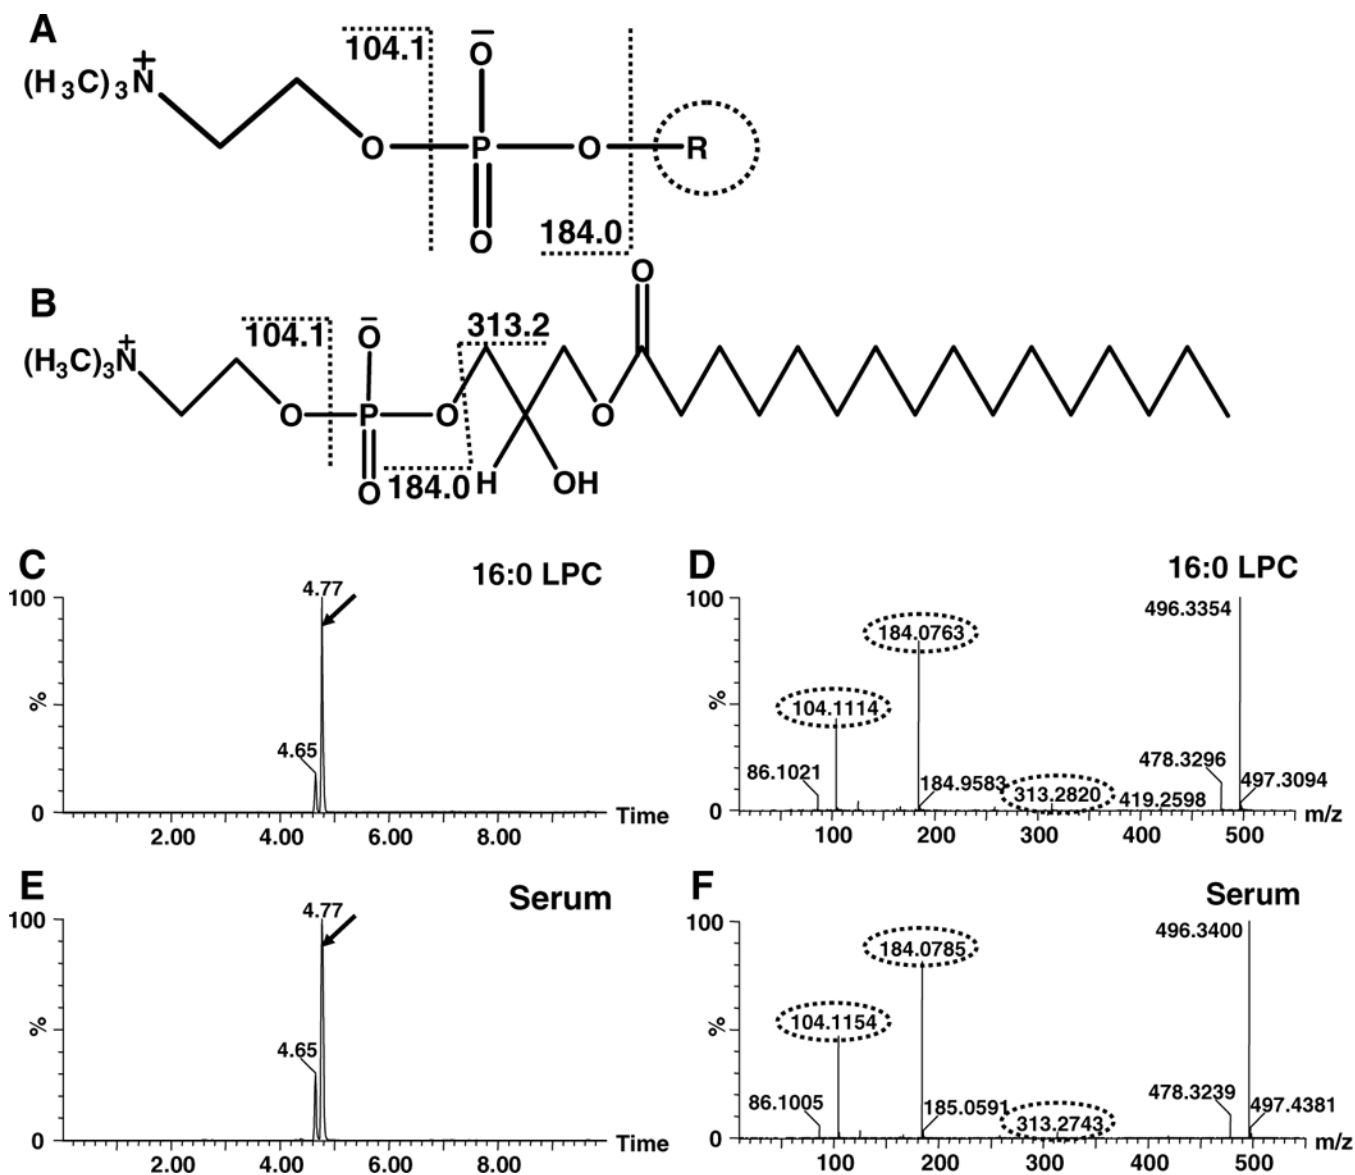 A
104.1
O̅
(H3C)3N+
O
P
O
R
184.0
O
B
O
104.1
O̅
313.2
(H3C)3N+
O
P
O
O
O
184.0
H
OH
C
16:0 LPC
100
4.77
%
4.65
0
2.00 4.00 6.00 8.00
Time
D
16:0 LPC
100
496.3354
184.0763
%
104.1114
478.3296
86.1021
184.9583
313.2820
419.2598
497.3094
0
100 200 300 400 500
m/z
E
Serum
100
4.77
%
4.65
0
2.00 4.00 6.00 8.00
Time
F
Serum
100
496.3400
184.0785
%
104.1154
478.3239
86.1005
185.0591
313.2743
497.4381
0
100 200 300 400 500
m/z